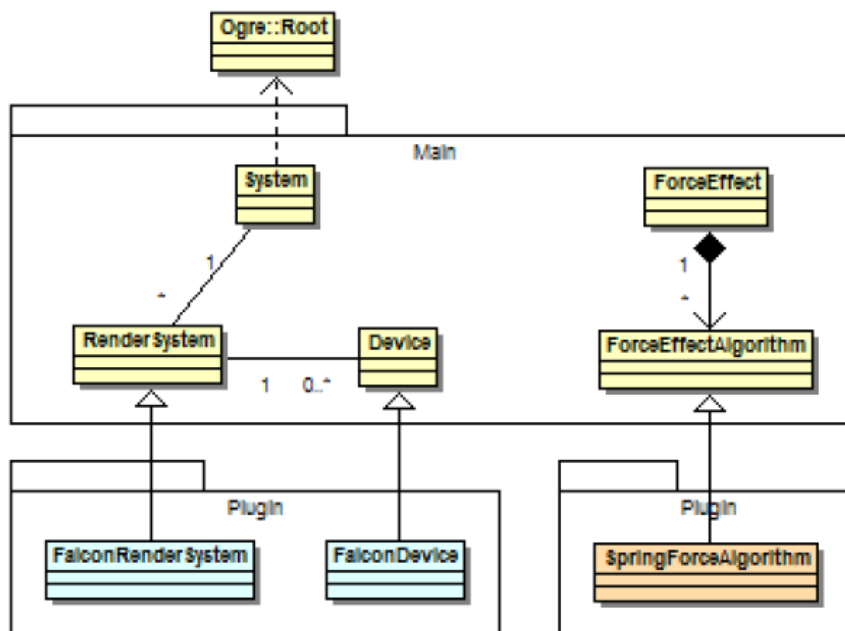 Ogre::Root
Main
System
ForceEffect
1
*
1
*
RenderSystem
Device
ForceEffectAlgorithm
1
0..*
Plugin
Plugin
FalconRenderSystem
FalconDevice
SpringForceAlgorithm